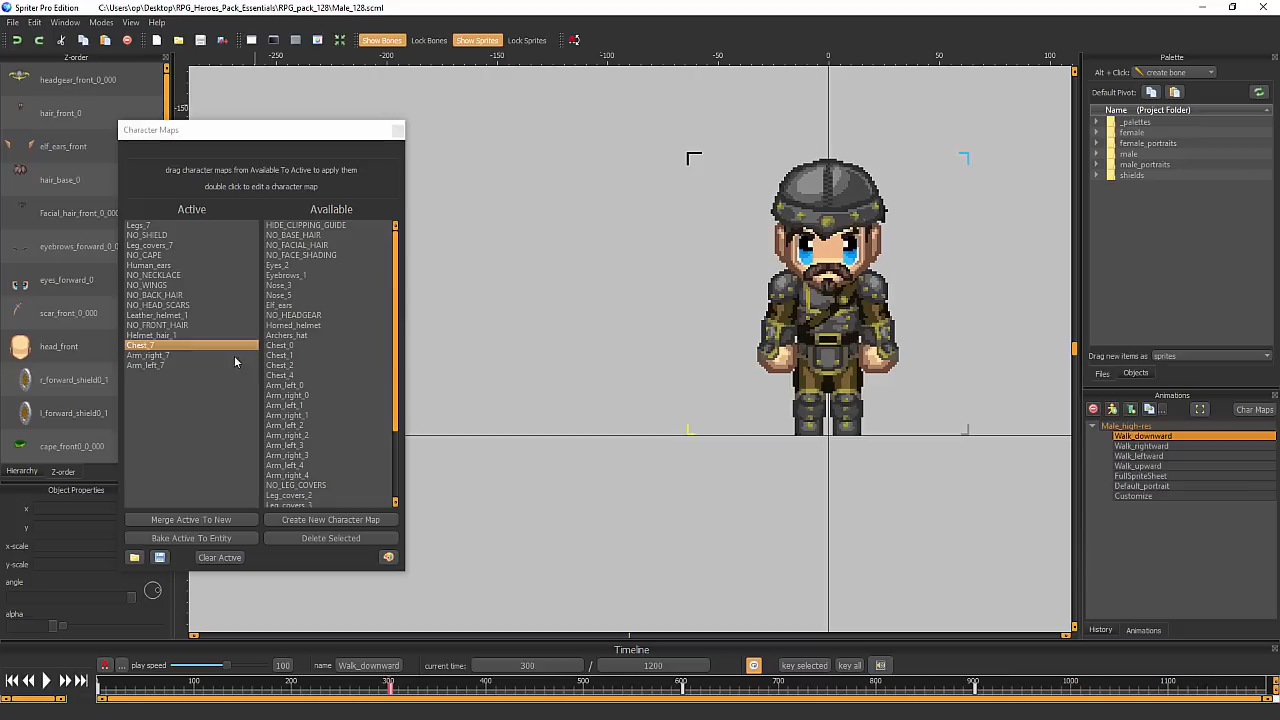 Spriter Pro Edition C:\Users\op\Desktop\RPG_Heroes_Pack_Essentials\RPG_pack_128\Male_128.scml
File Edit Window Modes View Help
Show Bones Lock Bones Show Sprites Lock Sprites
Z-order
headgear_front_0_000
hair_front_0
elf_ears_front
hair_base_0
Facial_hair_front_0_0
eyebrows_forward_0
eyes_forward_0
scar_front_0_000
head_front
r_forward_shield0_1
l_forward_shield0_1
cape_front0_0_000
Hierarchy Z-order
Object Properties
x
y
x-scale
y-scale
angle
alpha
Character Maps
drag character maps from Available To Active to apply them
double click to edit a character map
Active
Legs_7
NO_SHIELD
Leg_covers_7
NO_CAPE
Human_ears
NO_NECKLACE
NO_WINGS
NO_BACK_HAIR
NO_HEAD_SCARS
Leather_helmet_1
NO_FRONT_HAIR
Helmet_hair_1
Chest_7
Arm_right_7
Arm_left_7
Available
HIDE_CLIPPING_GUIDE
NO_BASE_HAIR
NO_FACIAL_HAIR
NO_FACE_SHADING
Eyes_2
Eyebrows_1
Nose_3
Nose_5
Elf_ears
NO_HEADGEAR
Horned_helmet
Archers_hat
Chest_0
Chest_1
Chest_2
Chest_4
Arm_left_0
Arm_right_0
Arm_left_1
Arm_right_1
Arm_left_2
Arm_right_2
Arm_left_3
Arm_right_3
Arm_left_4
Arm_right_4
NO_LEG_COVERS
Leg_covers_2
Leg_covers_3
Merge Active To New Create New Character Map
Bake Active To Entity Delete Selected
Clear Active
-250 -200 -150 -100 -50 0 50 100
-150
Palette
Alt + Click: create bone
Default Pivot:
Name (Project Folder)
_palettes
female
female_portraits
male
male_portraits
shields
Drag new items as sprites
Files Objects
Animations
Char Maps
Male_high-res
Walk_downward
Walk_rightward
Walk_leftward
Walk_upward
FullSpriteSheet
Default_portrait
Customize
History Animations
Timeline
play speed 100 name Walk_downward current time: 300 / 1200 key selected key all
0 100 200 300 400 500 600 700 800 900 1000 1100